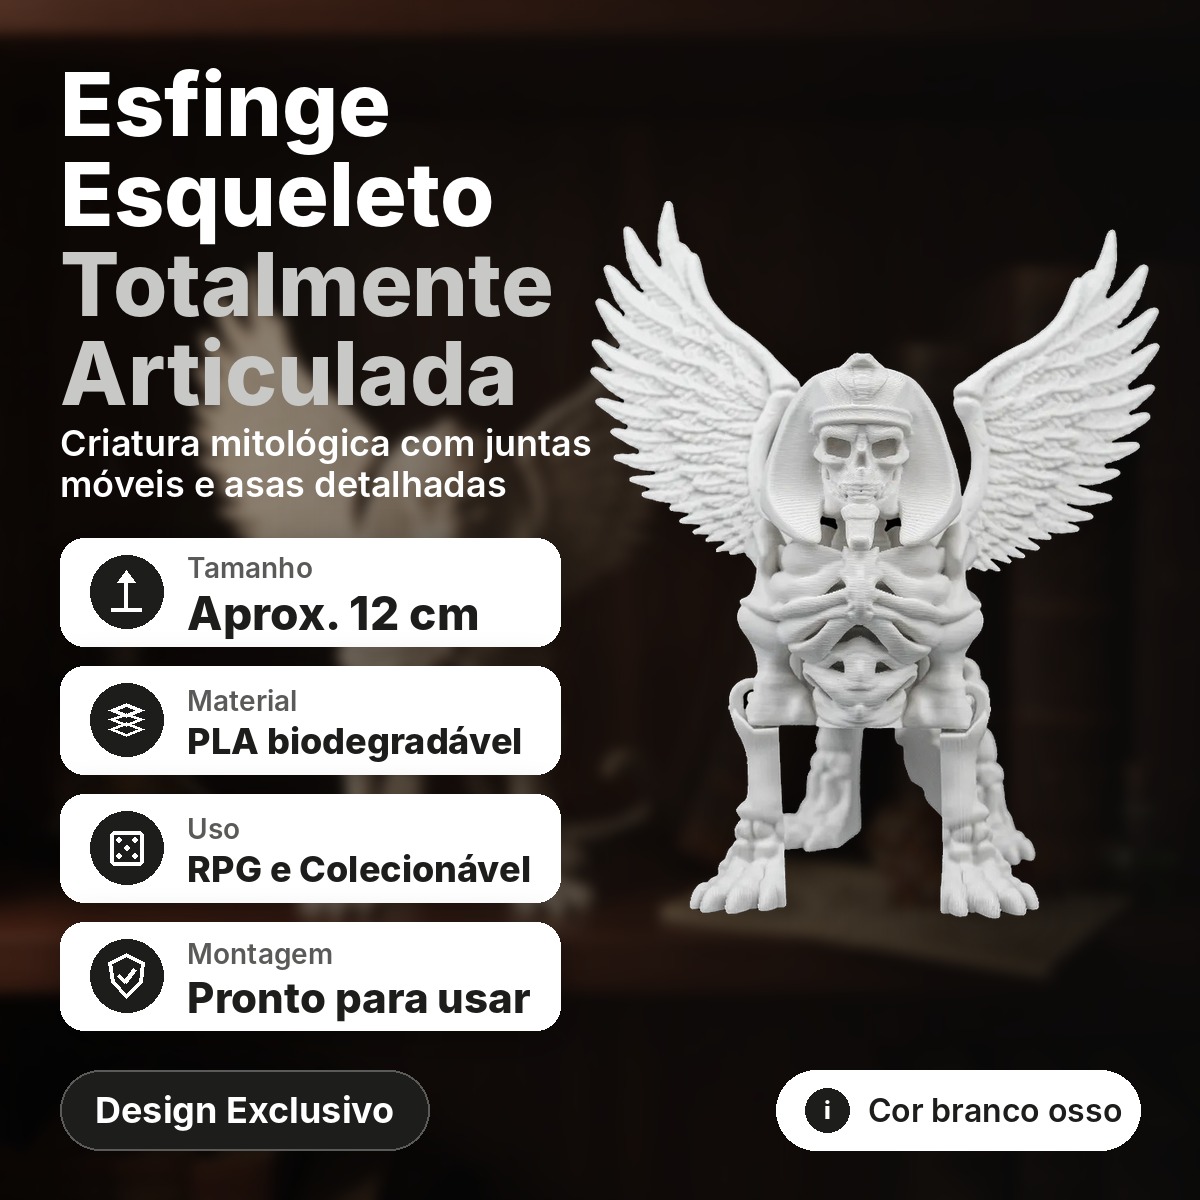 Esfinge
Esqueleto
Totalmente
Articulada
Criatura mitológica com juntas
móveis e asas detalhadas
Tamanho
Aprox. 12 cm
Material
PLA biodegradável
Uso
RPG e Colecionável
Montagem
Pronto para usar
Design Exclusivo
i Cor branco osso